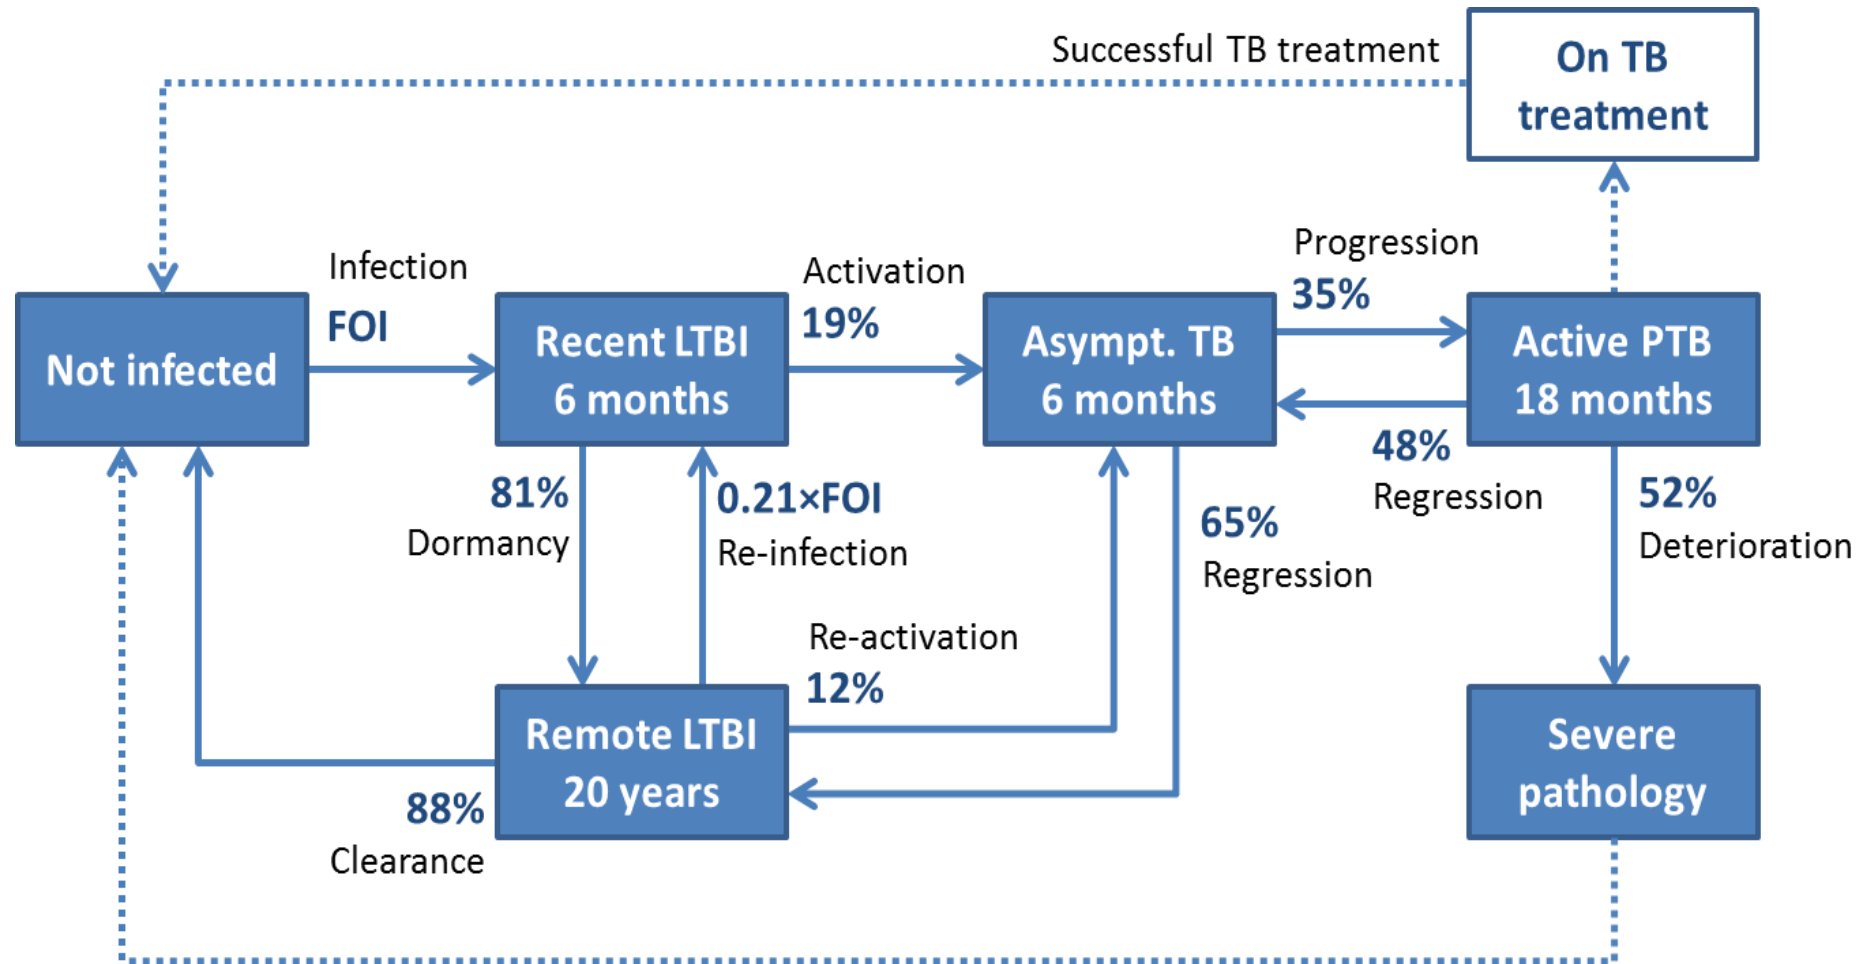 Successful TB treatment
On TB
treatment
Infection
FOI
Activation
19%
Progression
35%
Not infected
Recent LTBI
6 months
Asympt. TB
6 months
Active PTB
18 months
81%
Dormancy
0.21×FOI
Re-infection
65%
Regression
48%
Regression
52%
Deterioration
Re-activation
12%
Remote LTBI
20 years
88%
Clearance
Severe
pathology